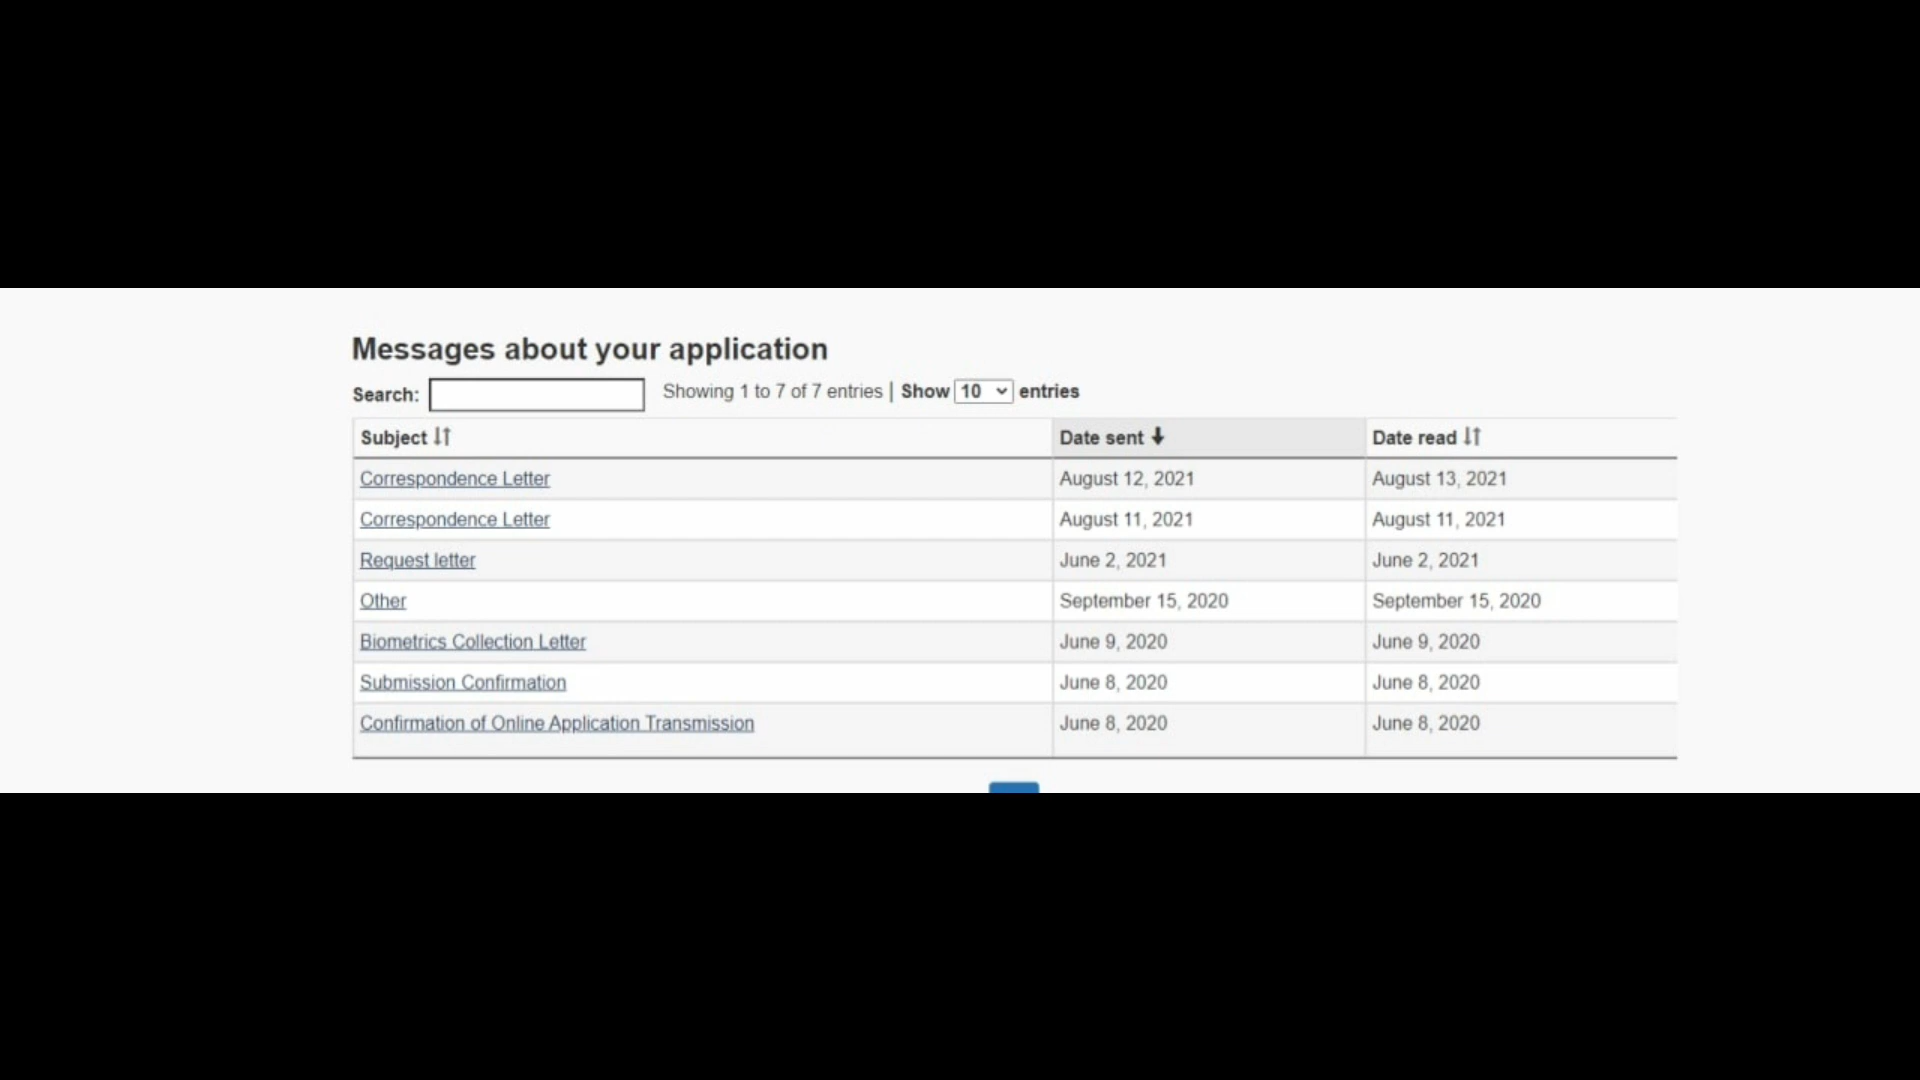 Messages about your application
Search: Showing 1 to 7 of 7 entries | Show 10 entries
Subject Date sent Date read
Correspondence Letter August 12, 2021 August 13, 2021
Correspondence Letter August 11, 2021 August 11, 2021
Request letter June 2, 2021 June 2, 2021
Other September 15, 2020 September 15, 2020
Biometrics Collection Letter June 9, 2020 June 9, 2020
Submission Confirmation June 8, 2020 June 8, 2020
Confirmation of Online Application Transmission June 8, 2020 June 8, 2020